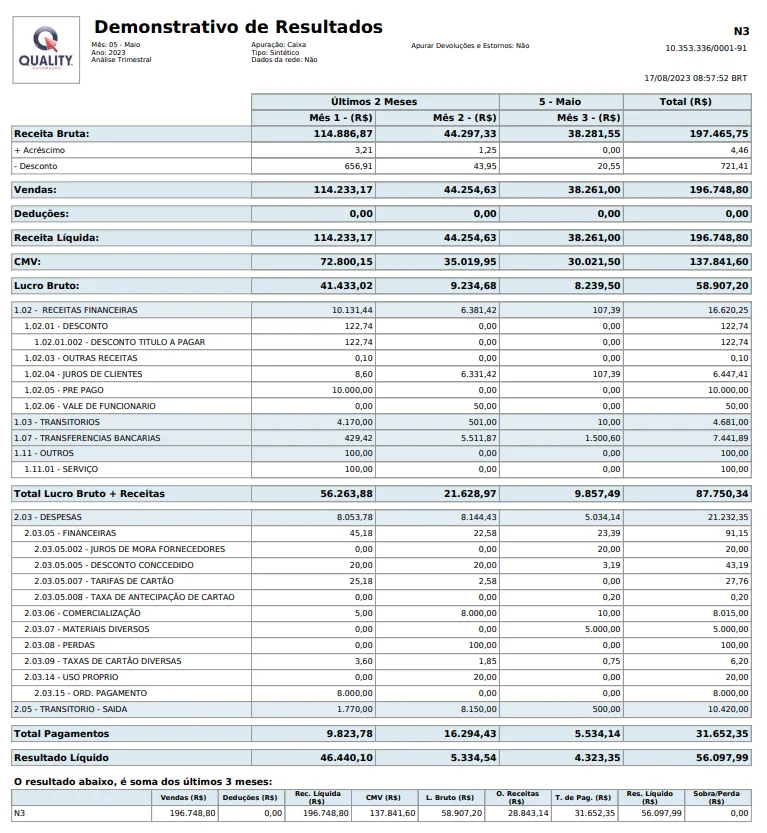 Demonstrativo de Resultados
N3
Mês: 05 - Maio Apuração: Caixa Apurar Devoluções e Estornos: Não
10.353.336/0001-91
Ano: 2023 Tipo: Sintético
Análise Trimestral Dados da rede: Não
QUALITY
AUTOMAÇÃO
17/08/2023 08:57:52 BRT
Últimos 2 Meses 5 - Maio Total (R$)
Mês 1 - (R$) Mês 2 - (R$) Mês 3 - (R$)
Receita Bruta: 114.886,87 44.297,33 38.281,55 197.465,75
+ Acréscimo 3,21 1,25 0,00 4,46
- Desconto 656,91 43,95 20,55 721,41
Vendas: 114.233,17 44.254,63 38.261,00 196.748,80
Deduções: 0,00 0,00 0,00 0,00
Receita Líquida: 114.233,17 44.254,63 38.261,00 196.748,80
CMV: 72.800,15 35.019,95 30.021,50 137.841,60
Lucro Bruto: 41.433,02 9.234,68 8.239,50 58.907,20
1.02 - RECEITAS FINANCEIRAS 10.131,44 6.381,42 107,39 16.620,25
1.02.01 - DESCONTO 122,74 0,00 0,00 122,74
1.02.01.002 - DESCONTO TITULO A PAGAR 122,74 0,00 0,00 122,74
1.02.03 - OUTRAS RECEITAS 0,10 0,00 0,00 0,10
1.02.04 - JUROS DE CLIENTES 8,60 6.331,42 107,39 6.447,41
1.02.05 - PRE PAGO 10.000,00 0,00 0,00 10.000,00
1.02.06 - VALE DE FUNCIONARIO 0,00 50,00 0,00 50,00
1.03 - TRANSITORIOS 4.170,00 501,00 10,00 4.681,00
1.07 - TRANSFERENCIAS BANCARIAS 429,42 5.511,87 1.500,60 7.441,89
1.11 - OUTROS 100,00 0,00 0,00 100,00
1.11.01 - SERVIÇO 100,00 0,00 0,00 100,00
Total Lucro Bruto + Receitas 56.263,88 21.628,97 9.857,49 87.750,34
2.03 - DESPESAS 8.053,78 8.144,43 5.034,14 21.232,35
2.03.05 - FINANCEIRAS 45,18 22,58 23,39 91,15
2.03.05.002 - JUROS DE MORA FORNECEDORES 0,00 0,00 20,00 20,00
2.03.05.005 - DESCONTO CONCCEDIDO 20,00 20,00 3,19 43,19
2.03.05.007 - TARIFAS DE CARTÃO 25,18 2,58 0,00 27,76
2.03.05.008 - TAXA DE ANTECIPAÇÃO DE CARTAO 0,00 0,00 0,20 0,20
2.03.06 - COMERCIALIZAÇÃO 5,00 8.000,00 10,00 8.015,00
2.03.07 - MATERIAIS DIVERSOS 0,00 0,00 5.000,00 5.000,00
2.03.08 - PERDAS 0,00 100,00 0,00 100,00
2.03.09 - TAXAS DE CARTÃO DIVERSAS 3,60 1,85 0,75 6,20
2.03.14 - USO PROPRIO 0,00 20,00 0,00 20,00
2.03.15 - ORD. PAGAMENTO 8.000,00 0,00 0,00 8.000,00
2.05 - TRANSITORIO - SAIDA 1.770,00 8.150,00 500,00 10.420,00
Total Pagamentos 9.823,78 16.294,43 5.534,14 31.652,35
Resultado Líquido 46.440,10 5.334,54 4.323,35 56.097,99
O resultado abaixo, é soma dos últimos 3 meses:
Vendas (R$) Deduções (R$) Rec. Líquida (R$) CMV (R$) L. Bruto (R$) O. Receitas (R$) T. de Pag. (R$) Res. Líquido (R$) Sobra/Perda (R$)
N3 196.748,80 0,00 196.748,80 137.841,60 58.907,20 28.843,14 31.652,35 56.097,99 0,00